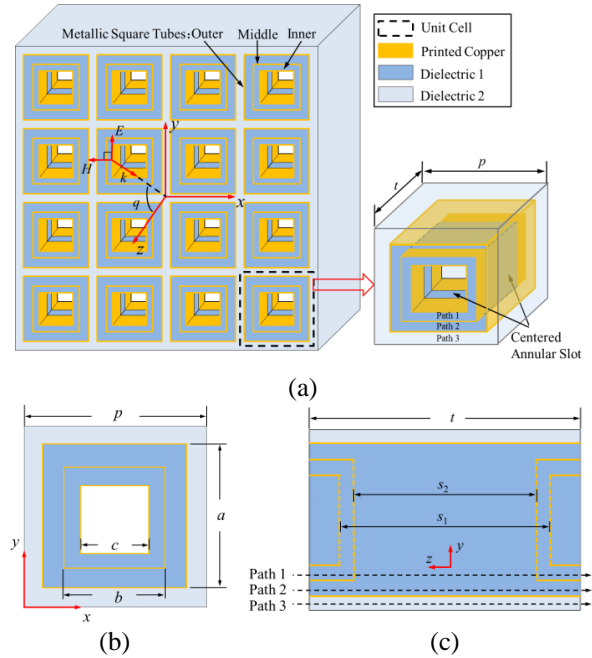 Metallic Square Tubes: Outer Middle Inner
Unit Cell
Printed Copper
Dielectric 1
Dielectric 2
y
E
H
k
q
x
z
t
p
Path 1
Path 2
Path 3
Centered
Annular Slot
(a)
p
a
c
b
y
x
(b)
t
s2
s1
y
z
Path 1
Path 2
Path 3
(c)